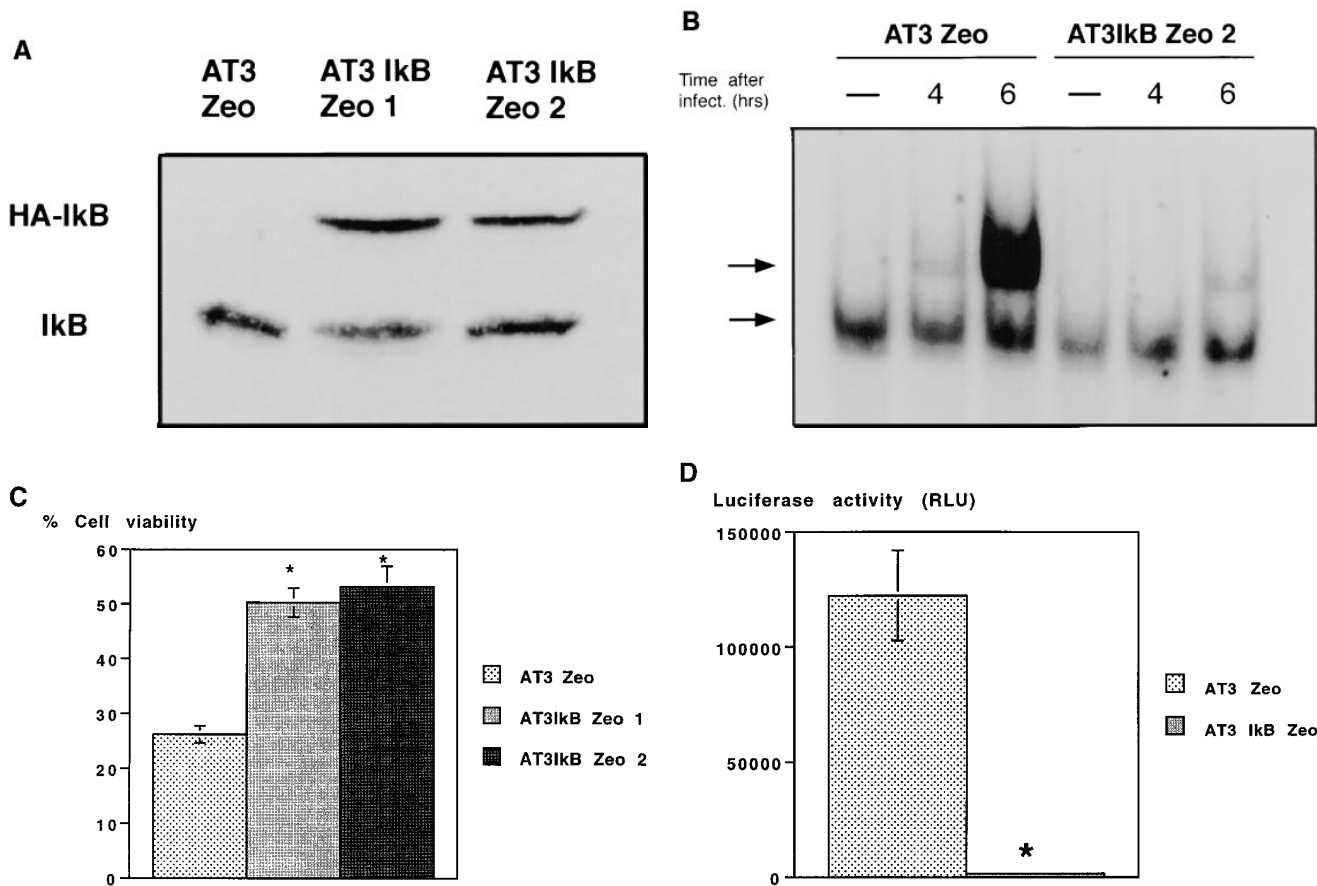 A
AT3 Zeo
AT3 IkB Zeo 1
AT3 IkB Zeo 2
HA-IkB
IkB
B
AT3 Zeo
AT3IkB Zeo 2
Time after infect. (hrs)
— 4 6 — 4 6
C
% Cell viability
60
50
40
30
20
10
0
*
*
AT3 Zeo
AT3IkB Zeo 1
AT3IkB Zeo 2
D
Luciferase activity (RLU)
150000
100000
50000
0
*
AT3 Zeo
AT3 IkB Zeo